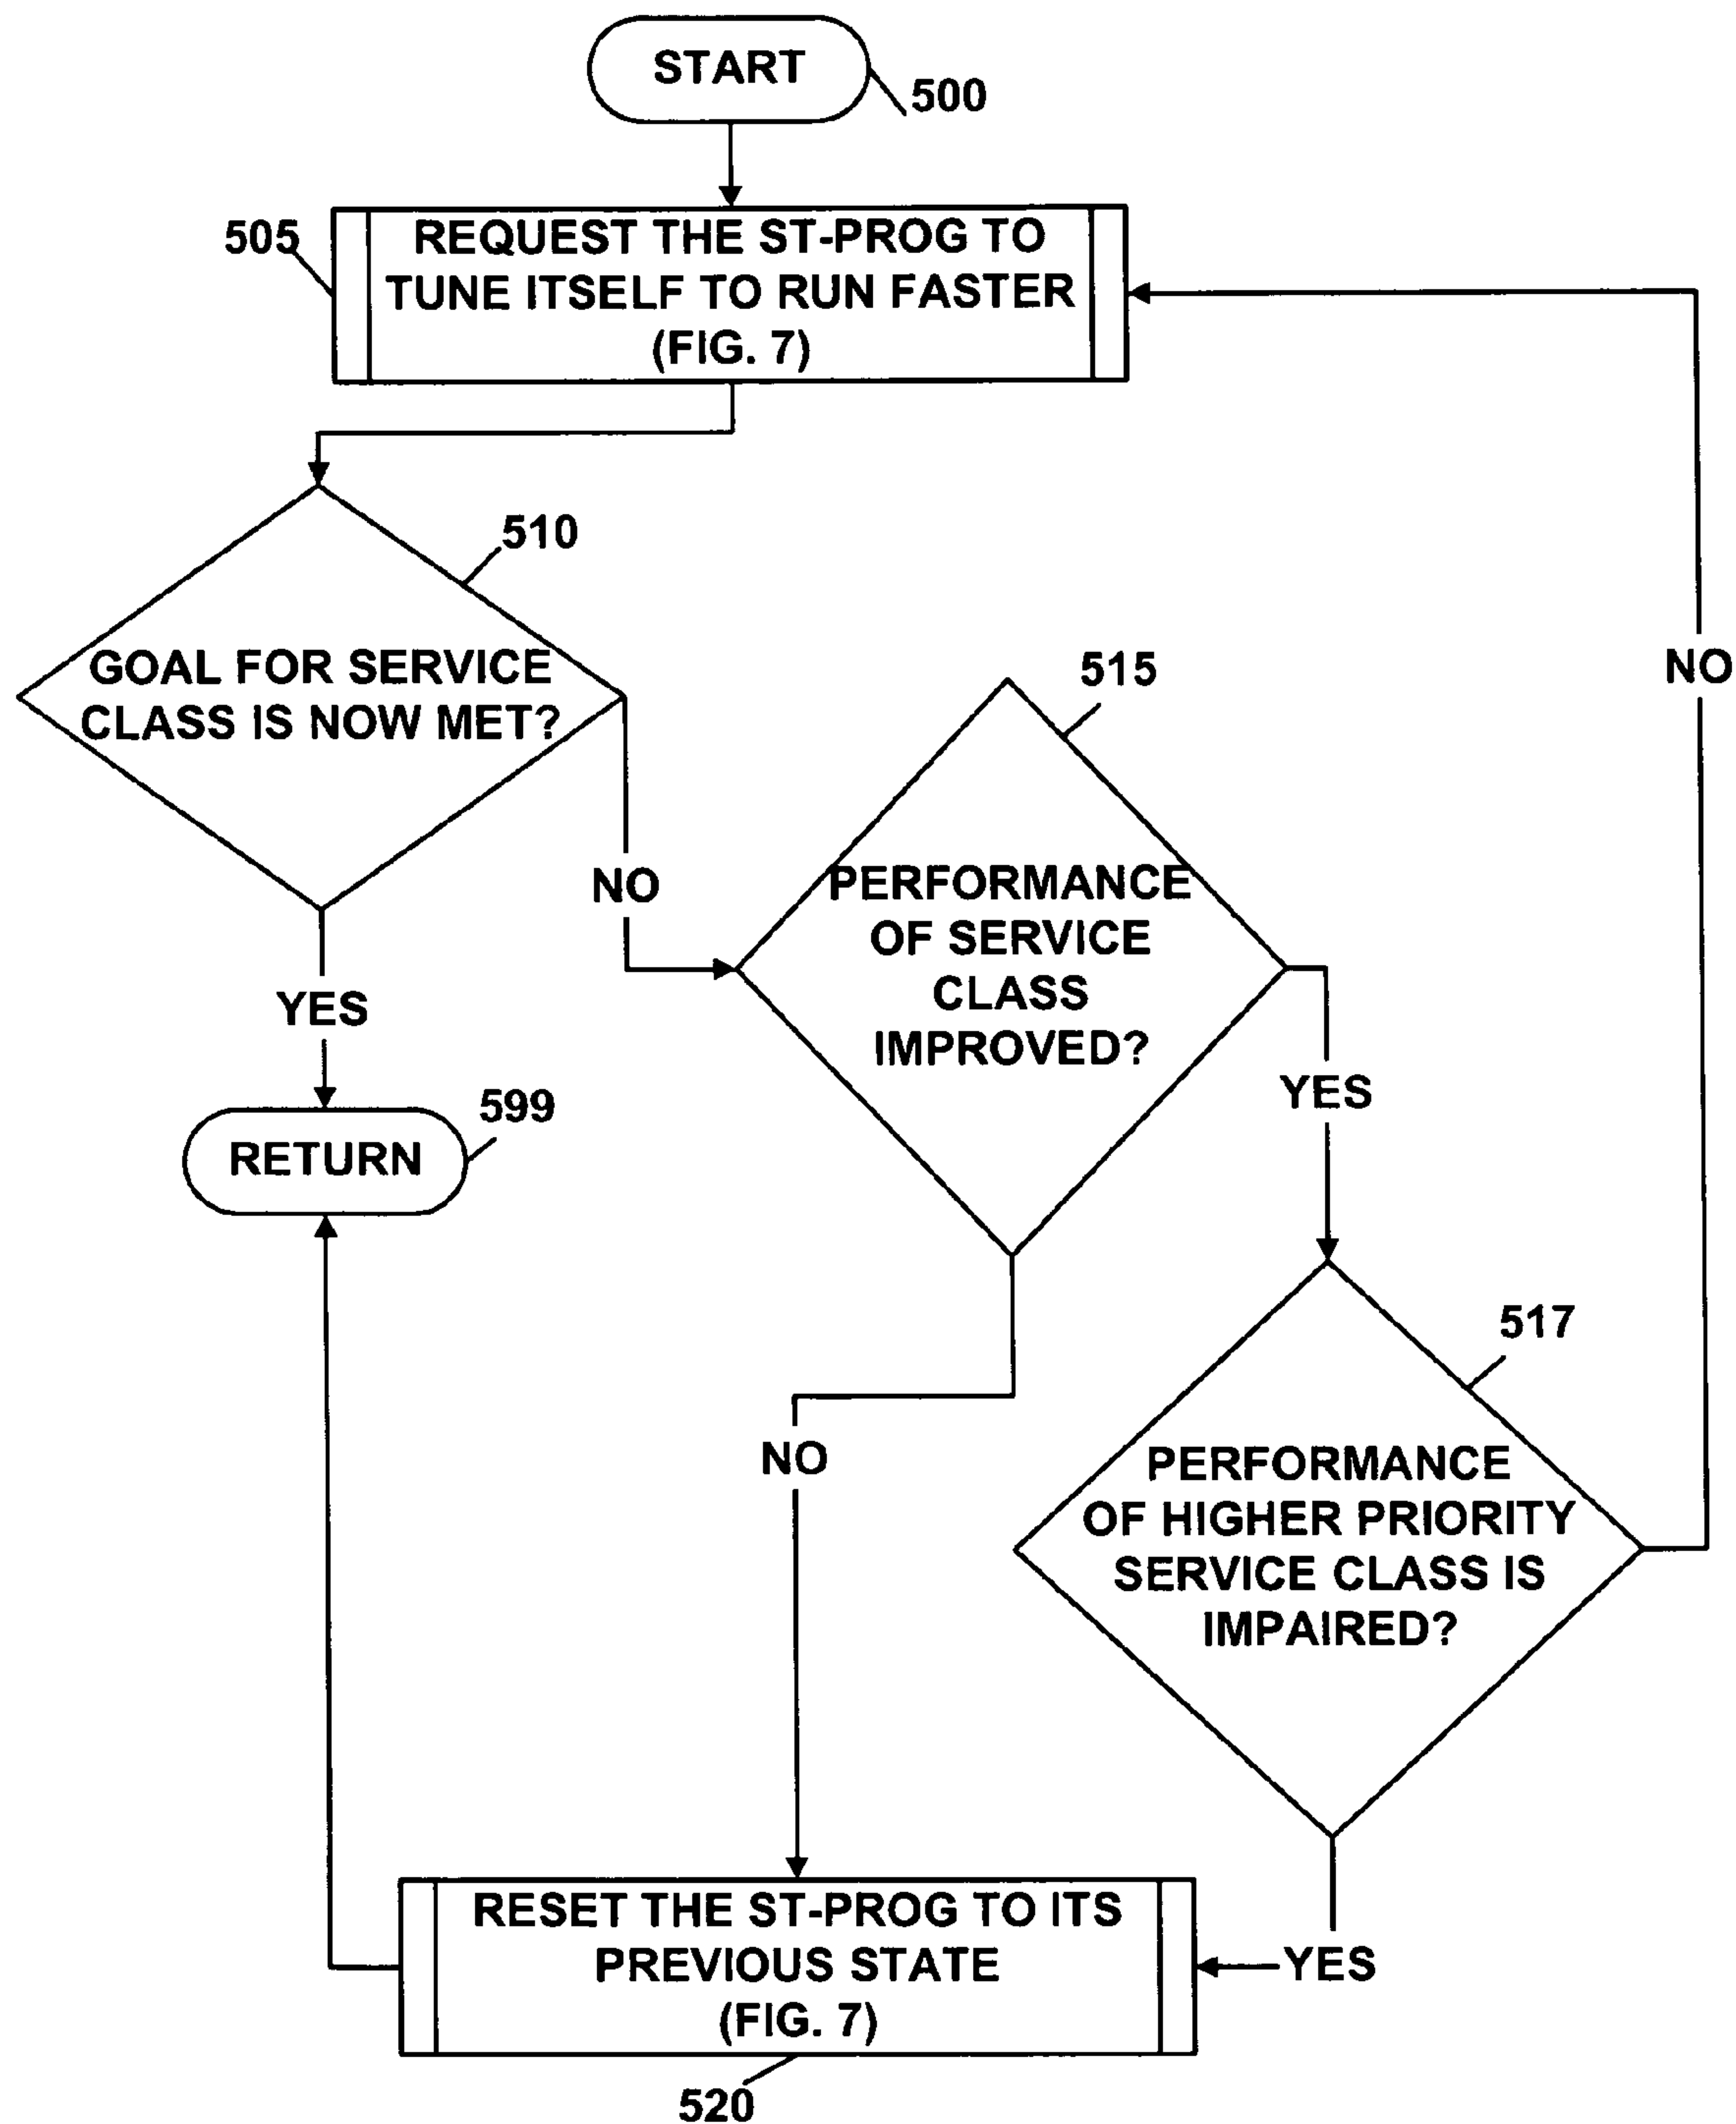 START
500
505
REQUEST THE ST-PROG TO
TUNE ITSELF TO RUN FASTER
(FIG. 7)
510
GOAL FOR SERVICE
CLASS IS NOW MET?
515
NO
NO
PERFORMANCE
OF SERVICE
CLASS
IMPROVED?
YES
YES
599
RETURN
517
NO
PERFORMANCE
OF HIGHER PRIORITY
SERVICE CLASS IS
IMPAIRED?
RESET THE ST-PROG TO ITS
PREVIOUS STATE
(FIG. 7)
YES
520